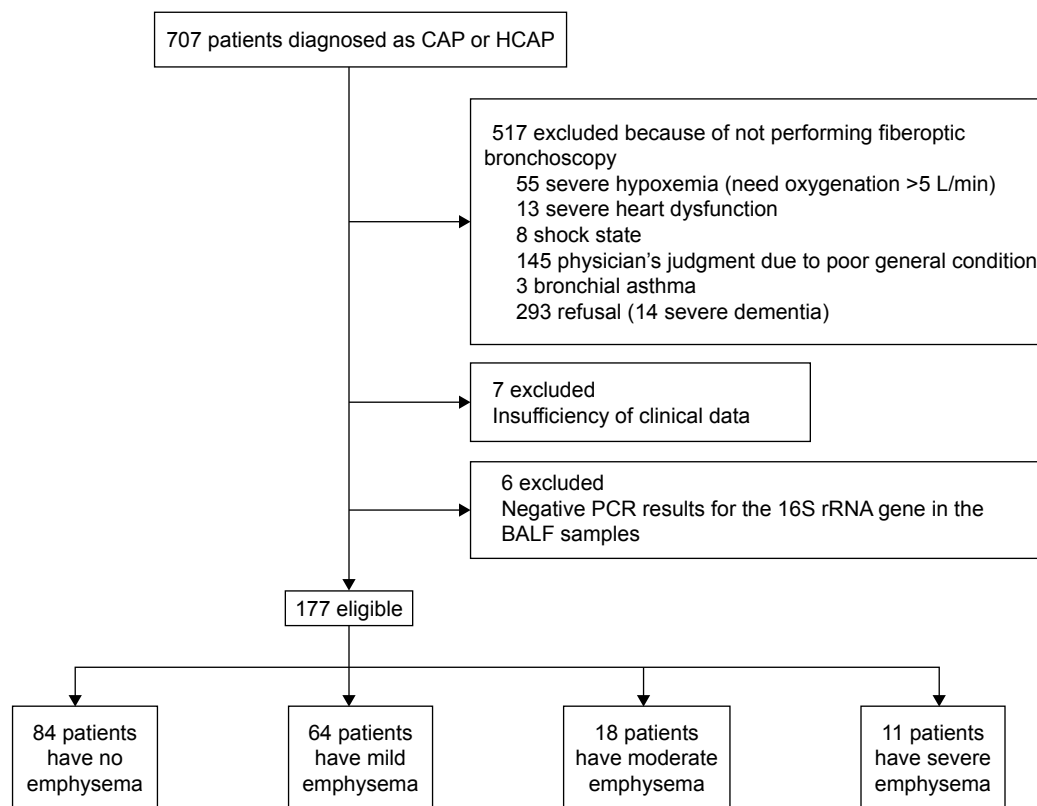 707 patients diagnosed as CAP or HCAP
517 excluded because of not performing fiberoptic
bronchoscopy
55 severe hypoxemia (need oxygenation >5 L/min)
13 severe heart dysfunction
8 shock state
145 physician’s judgment due to poor general condition
3 bronchial asthma
293 refusal (14 severe dementia)
7 excluded
Insufficiency of clinical data
6 excluded
Negative PCR results for the 16S rRNA gene in the
BALF samples
177 eligible
84 patients
have no
emphysema
64 patients
have mild
emphysema
18 patients
have moderate
emphysema
11 patients
have severe
emphysema